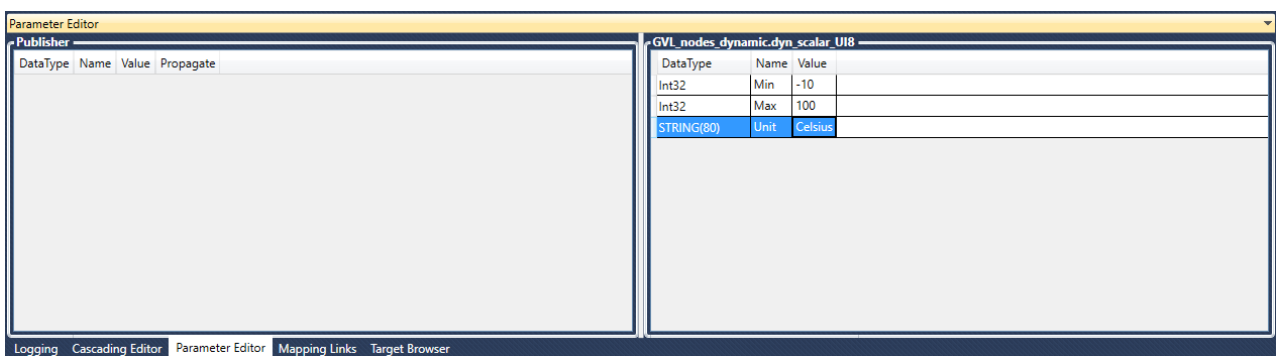 Parameter Editor
Publisher
DataType Name Value Propagate
GVL_nodes_dynamic.dyn_scalar_UI8
DataType Name Value
Int32 Min -10
Int32 Max 100
STRING(80) Unit Celsius
Logging Cascading Editor Parameter Editor Mapping Links Target Browser